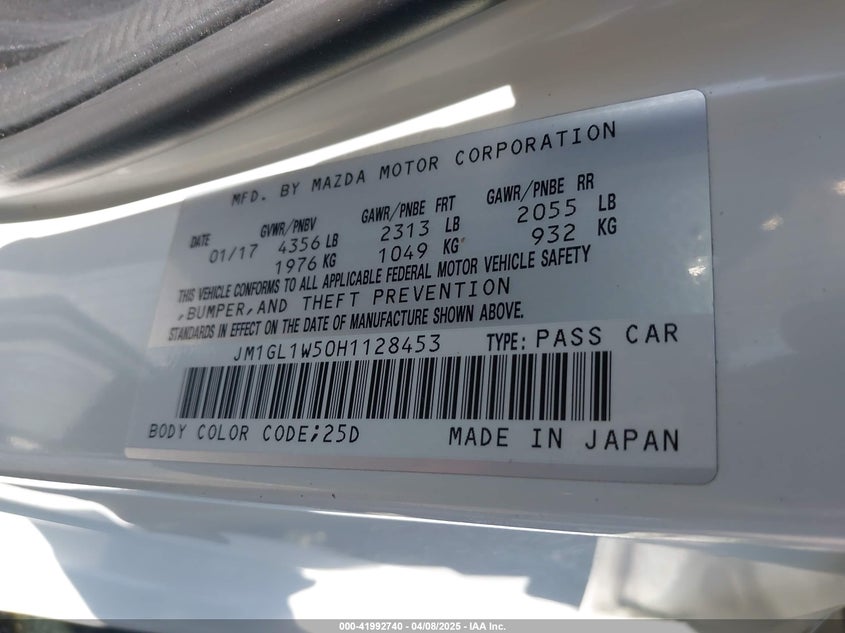 MFD. BY MAZDA MOTOR CORPORATION
DATE GVWR/PNBV GAWR/PNBE FRT GAWR/PNBE RR
01/17 4356 LB 2313 LB 2055 LB
1976 KG 1049 KG 932 KG
THIS VEHICLE CONFORMS TO ALL APPLICABLE FEDERAL MOTOR VEHICLE SAFETY
,BUMPER,AND THEFT PREVENTION
STANDARDS IN EFFECT ON THE DATE OF MANUFACTURE SHOWN ABOVE.
JM1GL1W50H1128453 TYPE: PASS CAR
BODY COLOR CODE;25D MADE IN JAPAN
000-41992740 - 04/08/2025 - IAA Inc.